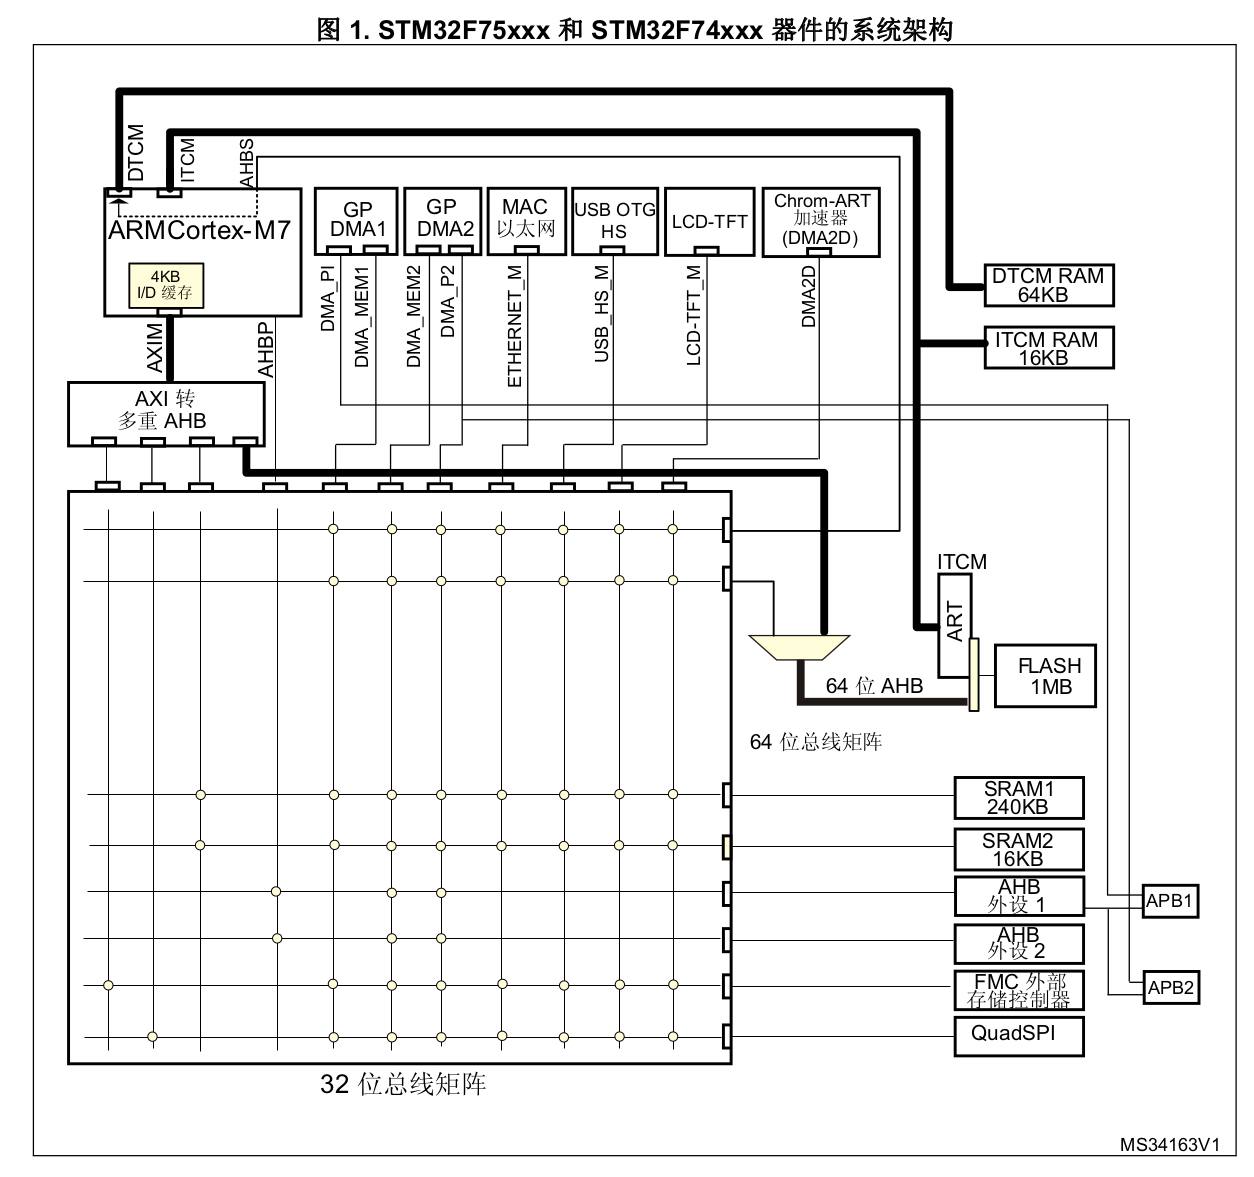 图 1. STM32F75xxx 和 STM32F74xxx 器件的系统架构
DTCM
ITCM
AHBS
ARMCortex-M7
4KB
I/D 缓存
AXIM
AHBP
GP
DMA1
GP
DMA2
MAC
以太网
USB OTG
HS
LCD-TFT
Chrom-ART
加速器
(DMA2D)
DMA_PI
DMA_MEM1
DMA_MEM2
DMA_P2
ETHERNET_M
USB_HS_M
LCD-TFT_M
DMA2D
DTCM RAM
64KB
ITCM RAM
16KB
AXI 转
多重 AHB
ITCM
ART
FLASH
1MB
64 位 AHB
64 位总线矩阵
SRAM1
240KB
SRAM2
16KB
AHB
外设 1
AHB
外设 2
FMC 外部
存储控制器
QuadSPI
APB1
APB2
32 位总线矩阵
MS34163V1